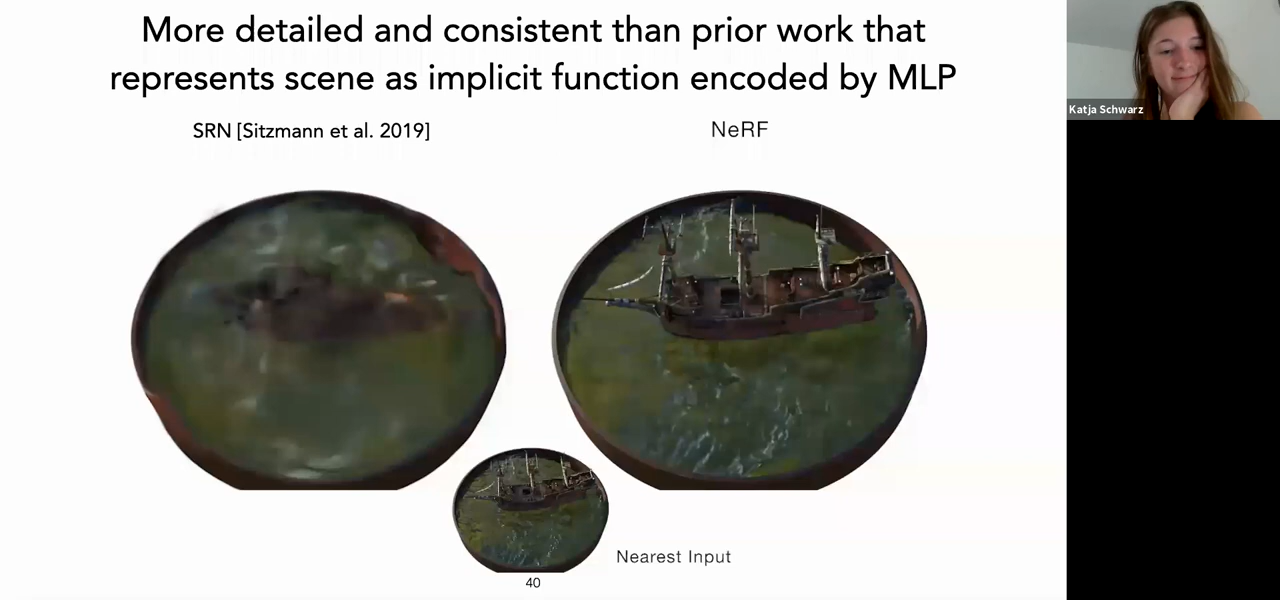 More detailed and consistent than prior work that
represents scene as implicit function encoded by MLP
SRN [Sitzmann et al. 2019]
NeRF
Nearest Input
40
Katja Schwarz